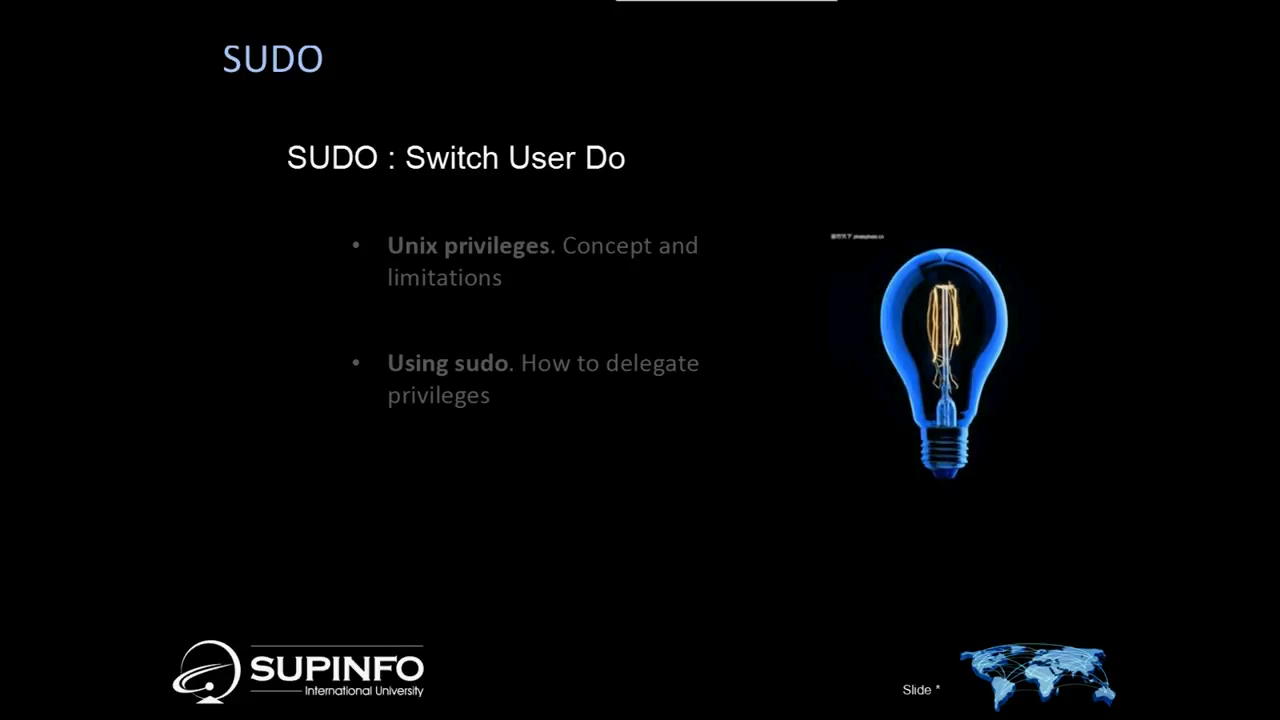 SUDO
SUDO : Switch User Do
• Unix privileges. Concept and
limitations
• Using sudo. How to delegate
privileges
SUPINFO
International University
Slide *